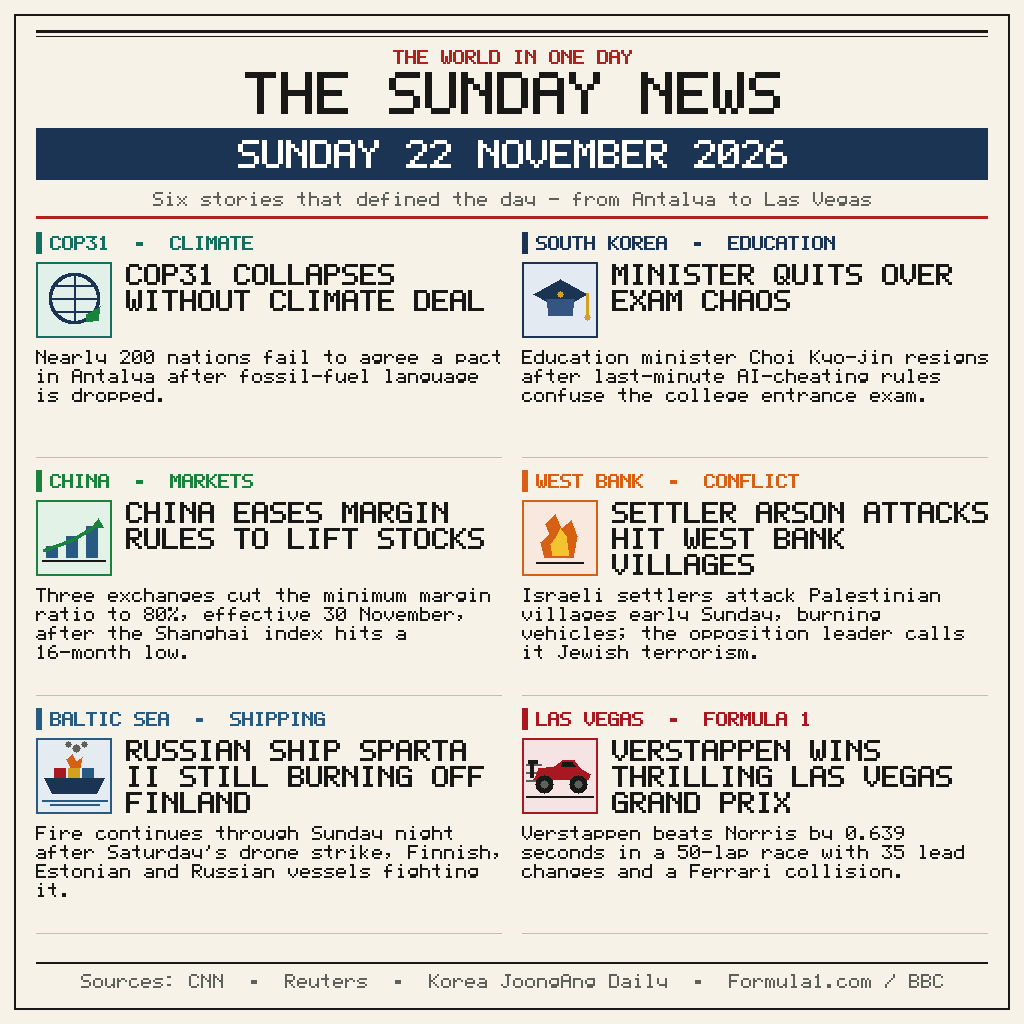 THE WORLD IN ONE DAY
THE SUNDAY NEWS
SUNDAY 22 NOVEMBER 2026
Six stories that defined the day – from Antalya to Las Vegas
COP31 - CLIMATE
COP31 COLLAPSES
WITHOUT CLIMATE DEAL
Nearly 200 nations fail to agree a pact
in Antalya after fossil-fuel language
is dropped.
SOUTH KOREA - EDUCATION
MINISTER QUITS OVER
EXAM CHAOS
Education minister Choi Kyo-jin resigns
after last-minute AI-cheating rules
confuse the college entrance exam.
CHINA - MARKETS
CHINA EASES MARGIN
RULES TO LIFT STOCKS
Three exchanges cut the minimum margin
ratio to 80%, effective 30 November,
after the Shanghai index hits a
16-month low.
WEST BANK - CONFLICT
SETTLER ARSON ATTACKS
HIT WEST BANK
VILLAGES
Israeli settlers attack Palestinian
villages early Sunday, burning
vehicles; the opposition leader calls
it Jewish terrorism.
BALTIC SEA - SHIPPING
RUSSIAN SHIP SPARTA
II STILL BURNING OFF
FINLAND
Fire continues through Sunday night
after Saturday's drone strike, Finnish,
Estonian and Russian vessels fighting
it.
LAS VEGAS - FORMULA 1
VERSTAPPEN WINS
THRILLING LAS VEGAS
GRAND PRIX
Verstappen beats Norris by 0.639
seconds in a 50-lap race with 35 lead
changes and a Ferrari collision.
Sources: CNN - Reuters - Korea JoongAng Daily - Formula1.com / BBC